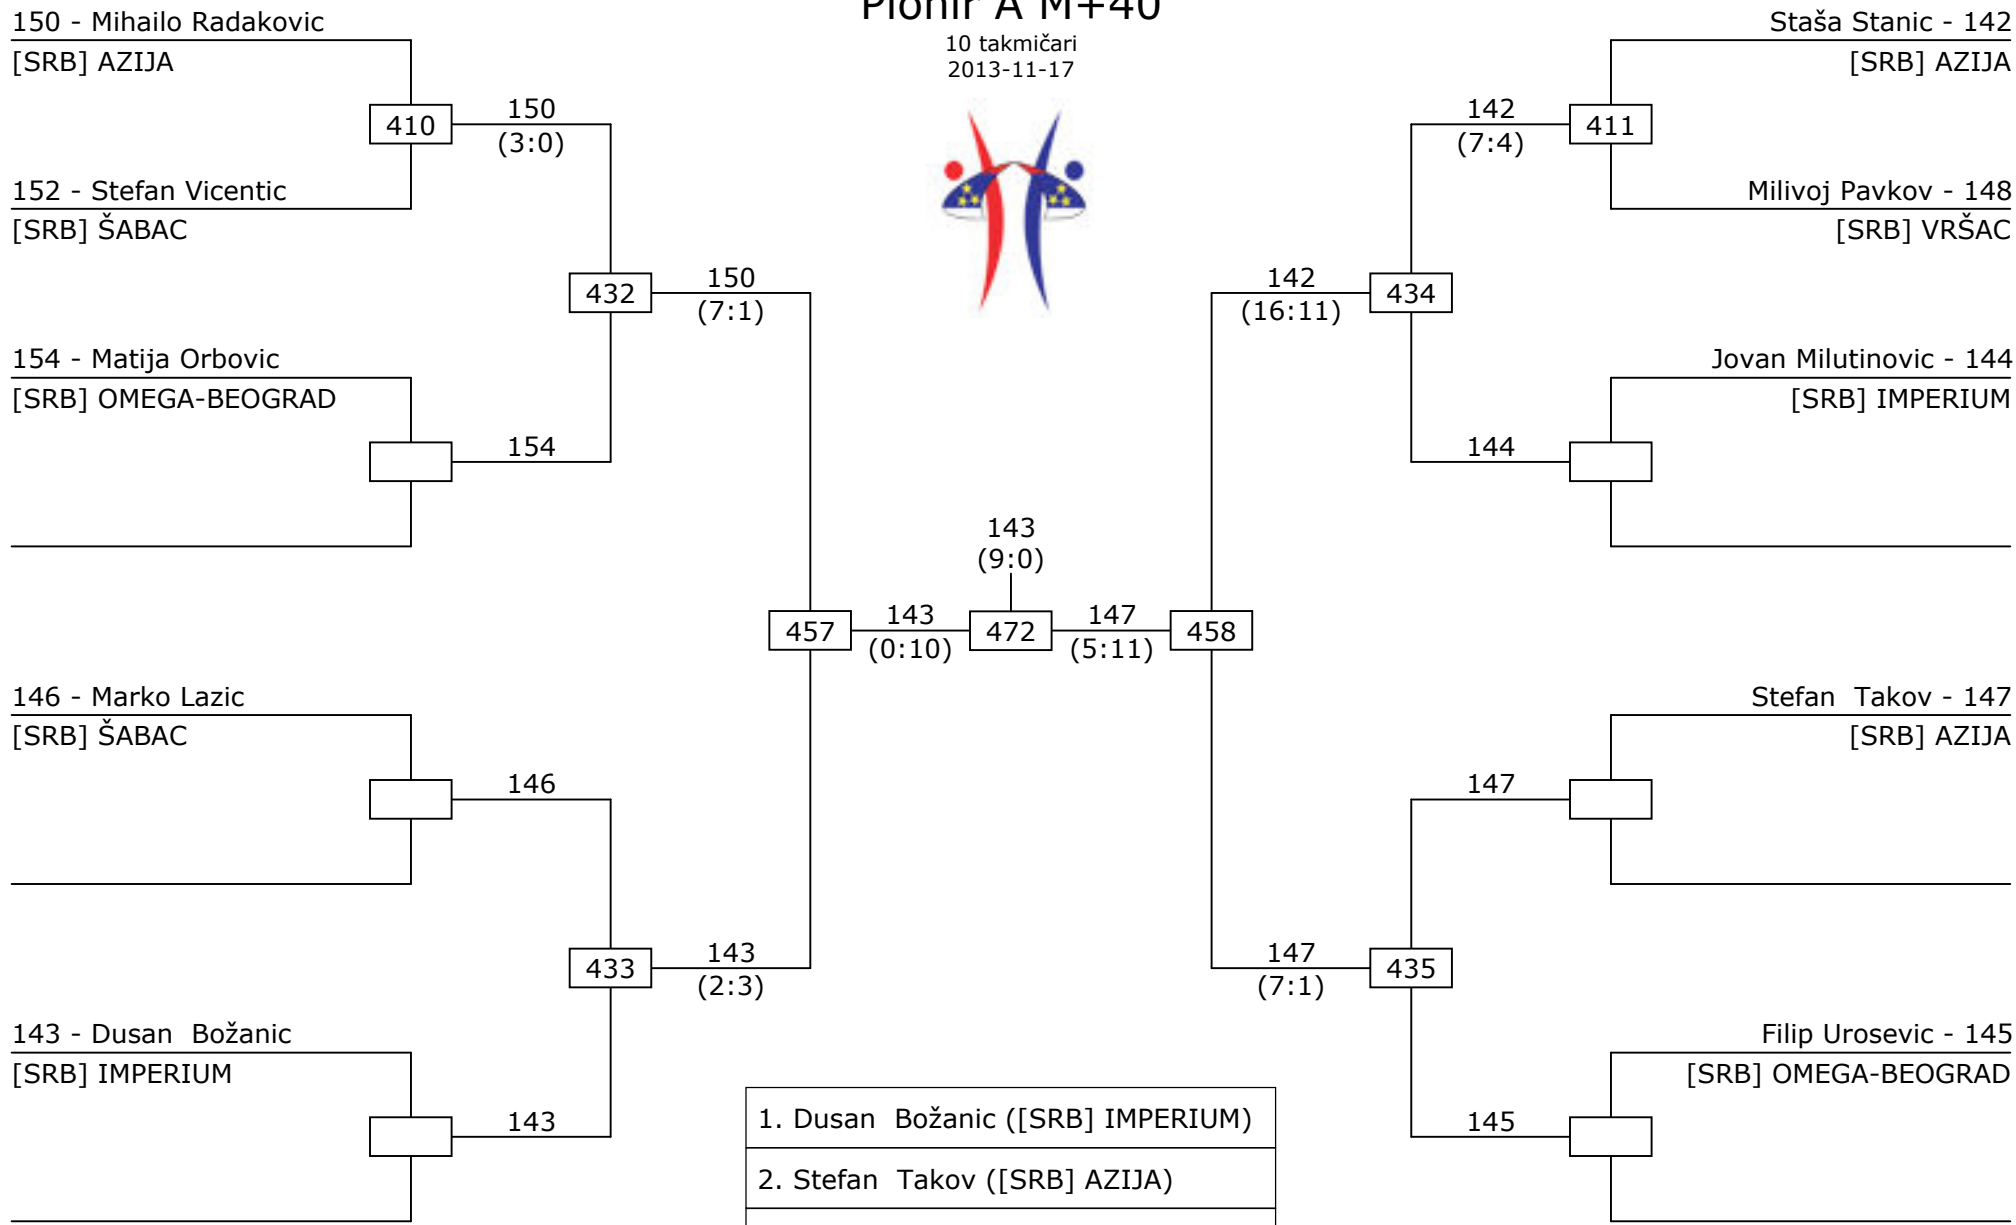 Pionir A M+40
10 takmičari
2013-11-17
150 - Mihailo Radakovic
[SRB] AZIJA
410
150
(3:0)
152 - Stefan Vicentic
[SRB] ŠABAC
432
150
(7:1)
154 - Matija Orbovic
[SRB] OMEGA-BEOGRAD
154
146 - Marko Lazic
[SRB] ŠABAC
146
433
143
(2:3)
143 - Dusan  Božanic
[SRB] IMPERIUM
143
457
143
(0:10)
143
(9:0)
472
147
(5:11)
458
Staša Stanic - 142
[SRB] AZIJA
142
(7:4)
411
Milivoj Pavkov - 148
[SRB] VRŠAC
142
(16:11)
434
Jovan Milutinovic - 144
[SRB] IMPERIUM
144
Stefan  Takov - 147
[SRB] AZIJA
147
147
(7:1)
435
Filip Urosevic - 145
[SRB] OMEGA-BEOGRAD
145
1. Dusan  Božanic ([SRB] IMPERIUM)
2. Stefan  Takov ([SRB] AZIJA)